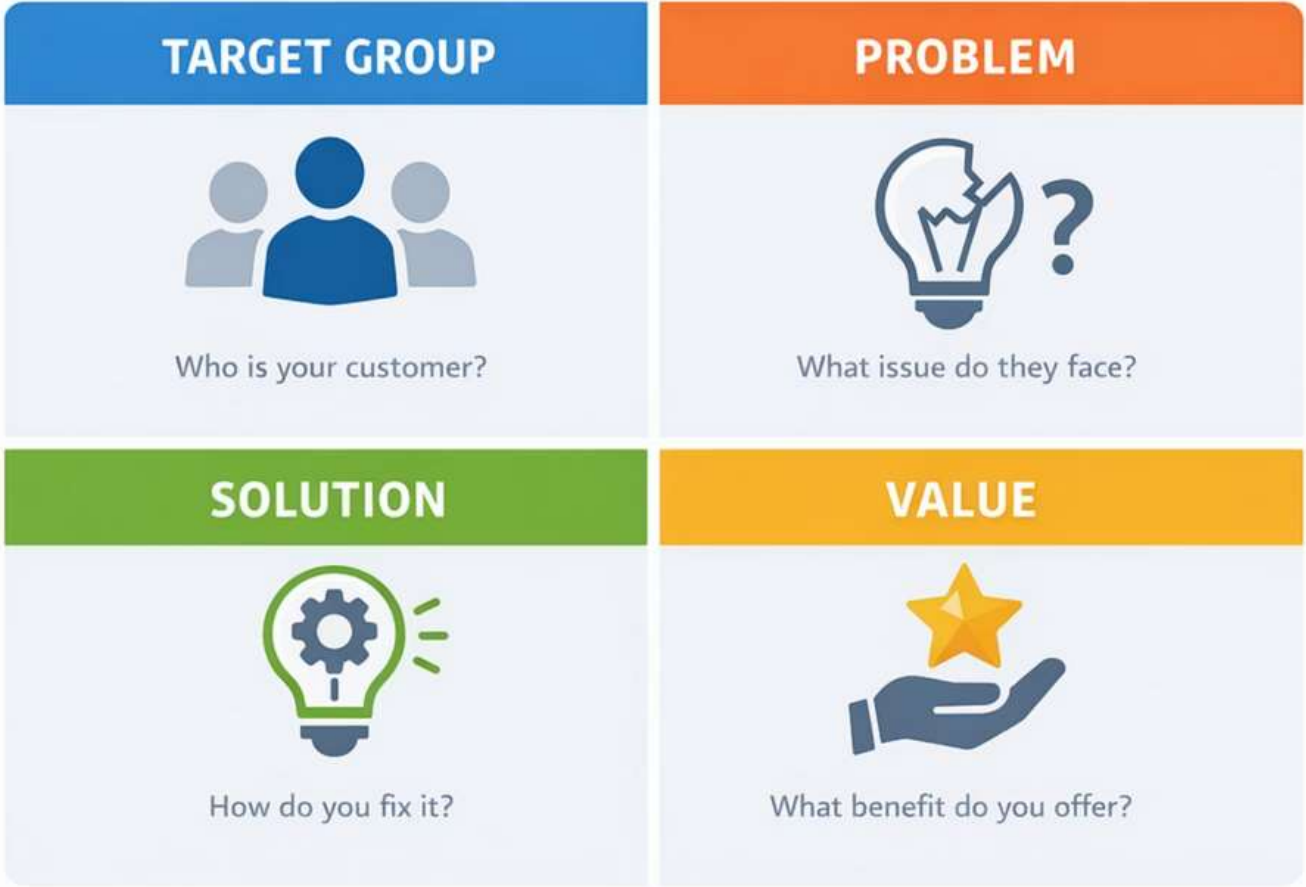 TARGET GROUP
Who is your customer?
PROBLEM
?
What issue do they face?
SOLUTION
How do you fix it?
VALUE
What benefit do you offer?